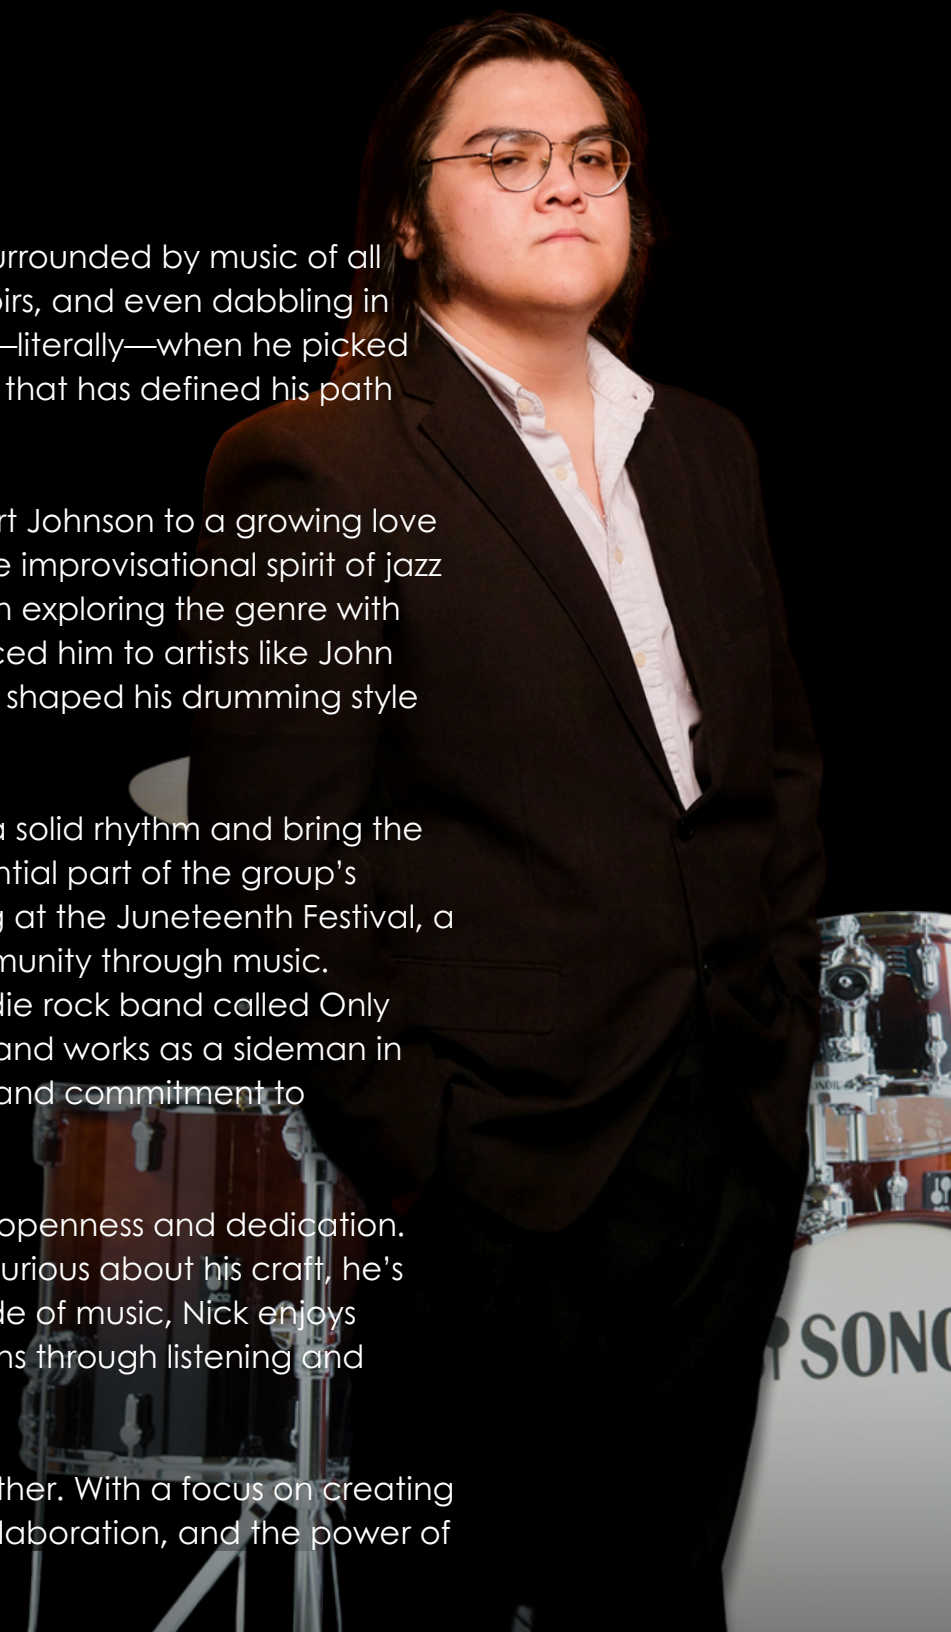 urrounded by music of all
irs, and even dabbling in
—literally—when he picked
that has defined his path
rt Johnson to a growing love
e improvisational spirit of jazz
exploring the genre with
ced him to artists like John
shaped his drumming style
a solid rhythm and bring the
ntial part of the group’s
g at the Juneteenth Festival, a
munity through music.
die rock band called Only
and works as a sideman in
and commitment to
openness and dedication.
urious about his craft, he’s
de of music, Nick enjoys
ns through listening and
ther. With a focus on creating
laboration, and the power of
SONOR
SONO